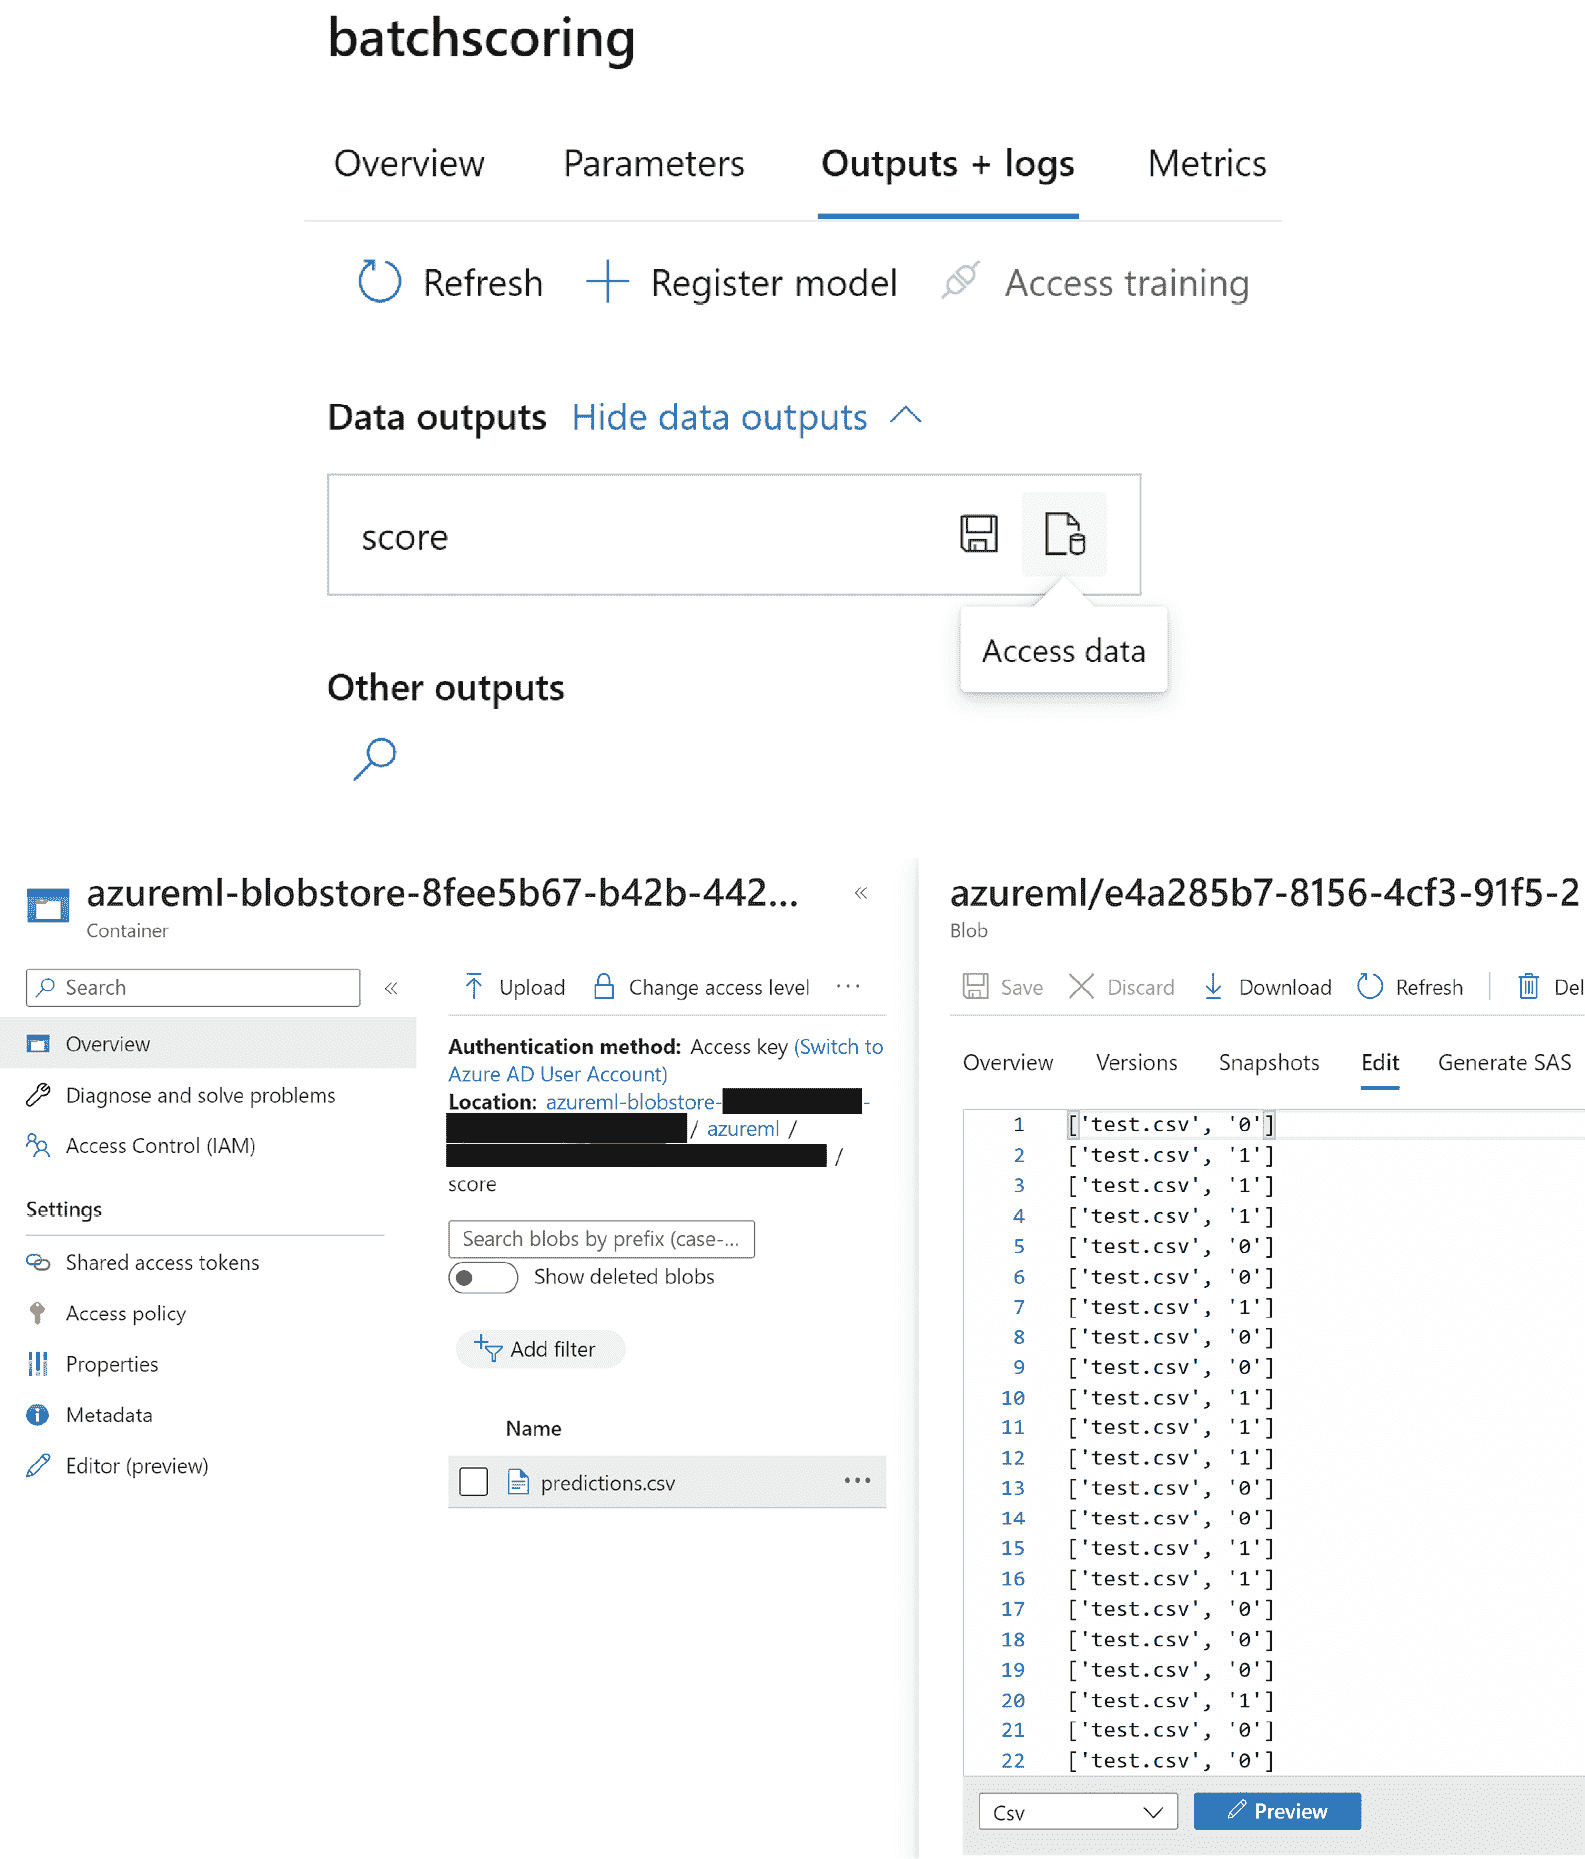 batchscoring
Overview Parameters Outputs + logs Metrics
Refresh Register model Access training
Data outputs Hide data outputs
score
Access data
Other outputs
azureml-blobstore-8fee5b67-b42b-442...
Container
Search
Overview
Diagnose and solve problems
Access Control (IAM)
Settings
Shared access tokens
Access policy
Properties
Metadata
Editor (preview)
Upload Change access level ...
Authentication method: Access key (Switch to
Azure AD User Account)
Location: azureml-blobstore- -
/ azureml /
/
score
Search blobs by prefix (case-...
Show deleted blobs
Add filter
Name
predictions.csv ...
azureml/e4a285b7-8156-4cf3-91f5-2
Blob
Save Discard Download Refresh Del
Overview Versions Snapshots Edit Generate SAS
1 ['test.csv', '0']
2 ['test.csv', '1']
3 ['test.csv', '1']
4 ['test.csv', '1']
5 ['test.csv', '0']
6 ['test.csv', '0']
7 ['test.csv', '1']
8 ['test.csv', '0']
9 ['test.csv', '0']
10 ['test.csv', '1']
11 ['test.csv', '1']
12 ['test.csv', '1']
13 ['test.csv', '0']
14 ['test.csv', '0']
15 ['test.csv', '1']
16 ['test.csv', '1']
17 ['test.csv', '0']
18 ['test.csv', '0']
19 ['test.csv', '0']
20 ['test.csv', '1']
21 ['test.csv', '0']
22 ['test.csv', '0']
Csv Preview